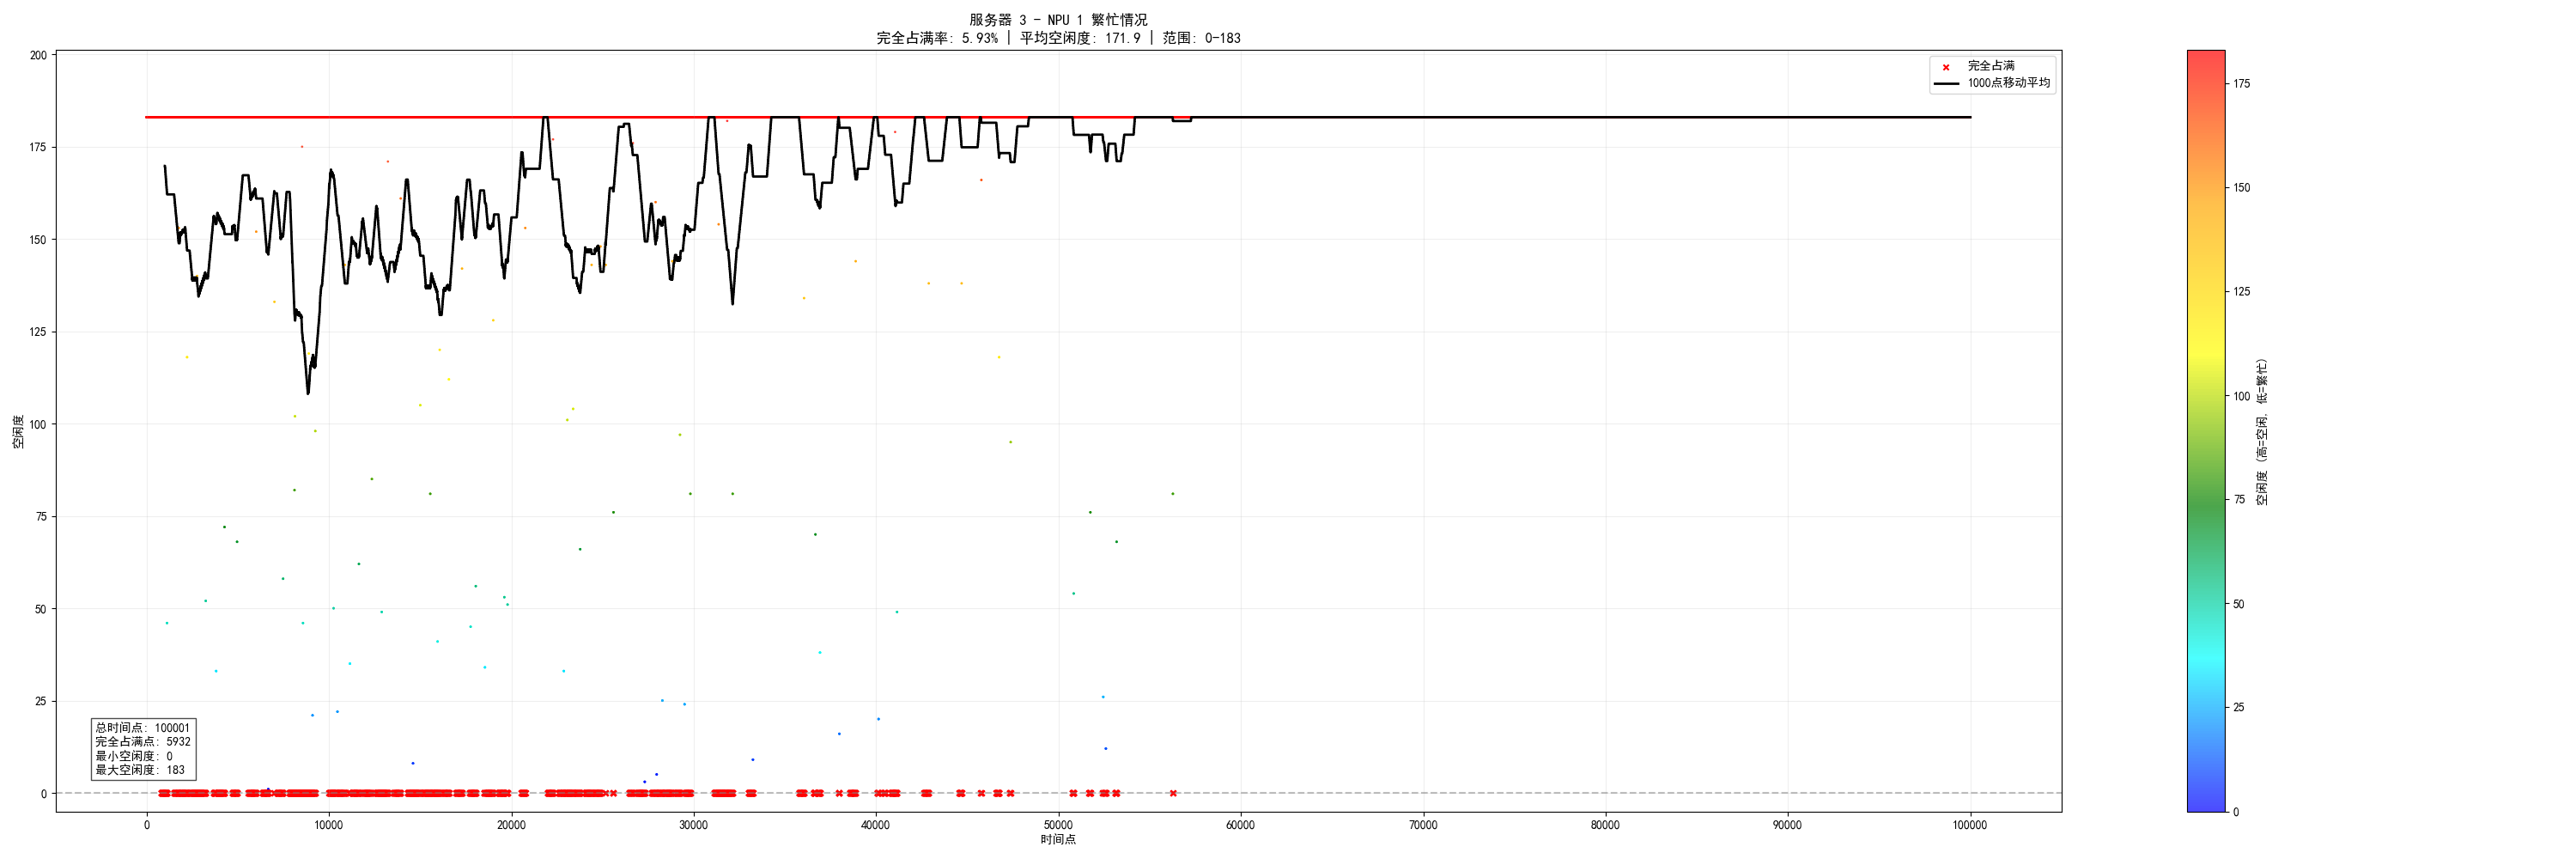 服务器 3 - NPU 1 繁忙情况
完全占满率: 5.93% | 平均空闲度: 171.9 | 范围: 0-183
200
175
150
125
100
75
50
25
0
空闲度
完全占满
1000点移动平均
总时间点: 100001
完全占满点: 5932
最小空闲度: 0
最大空闲度: 183
0
10000
20000
30000
40000
50000
60000
70000
80000
90000
100000
时间点
175
150
125
100
75
50
25
0
空闲度 (高=空闲, 低=繁忙)